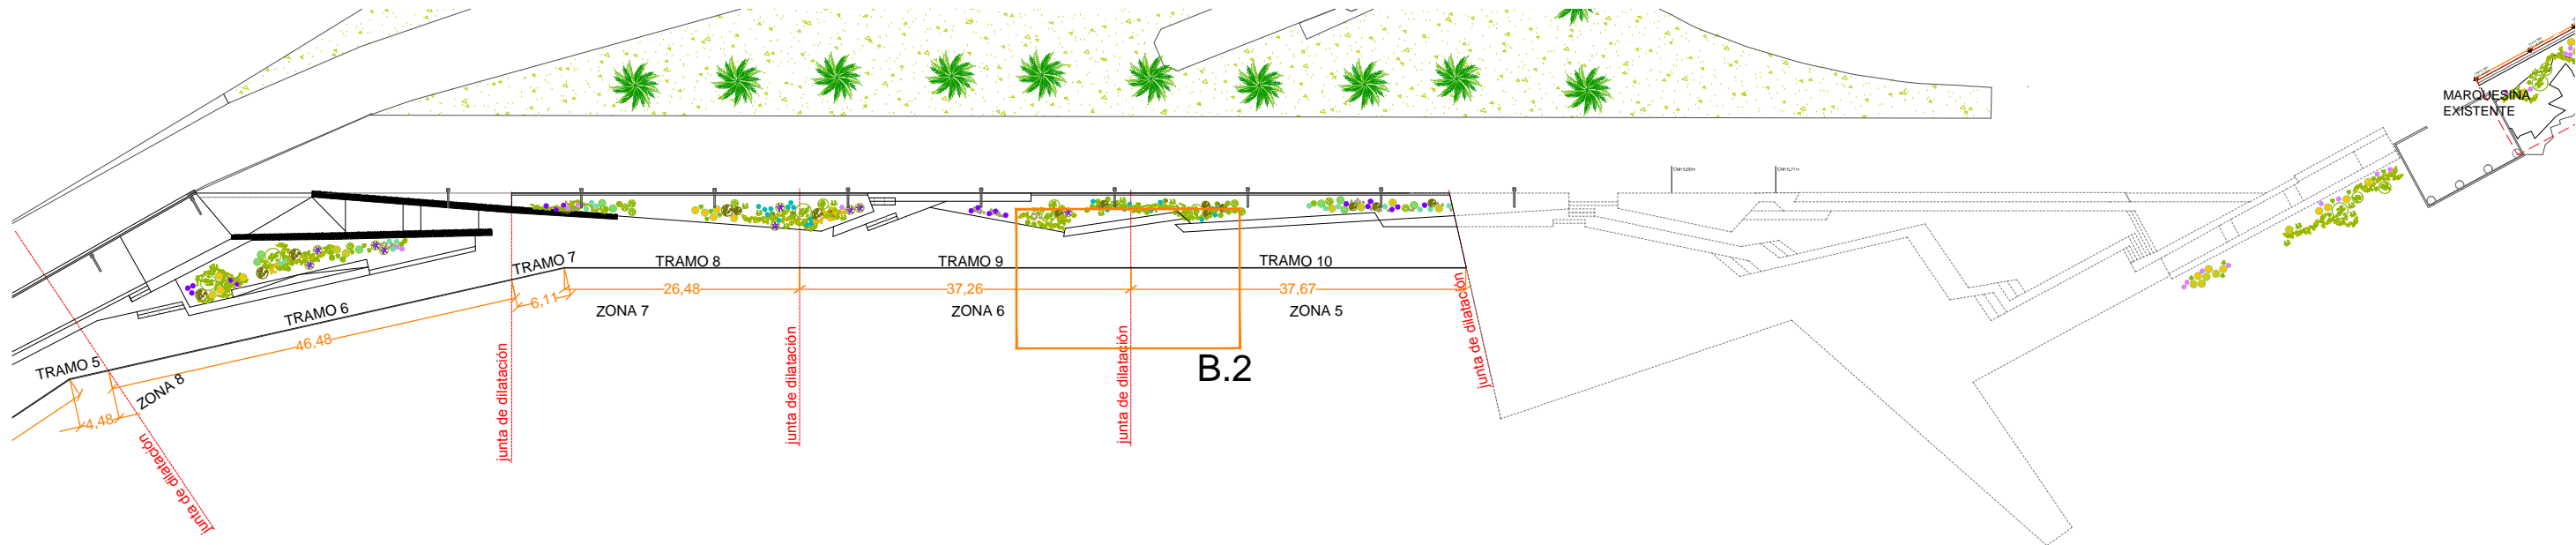 MARQUESINA
EXISTENTE
TRAMO 5
TRAMO 6
TRAMO 7
TRAMO 8
TRAMO 9
TRAMO 10
4,48
46,48
6,11
26,48
37,26
37,67
ZONA 8
ZONA 7
ZONA 6
ZONA 5
B.2
junta de dilatación
junta de dilatación
junta de dilatación
junta de dilatación
junta de dilatación